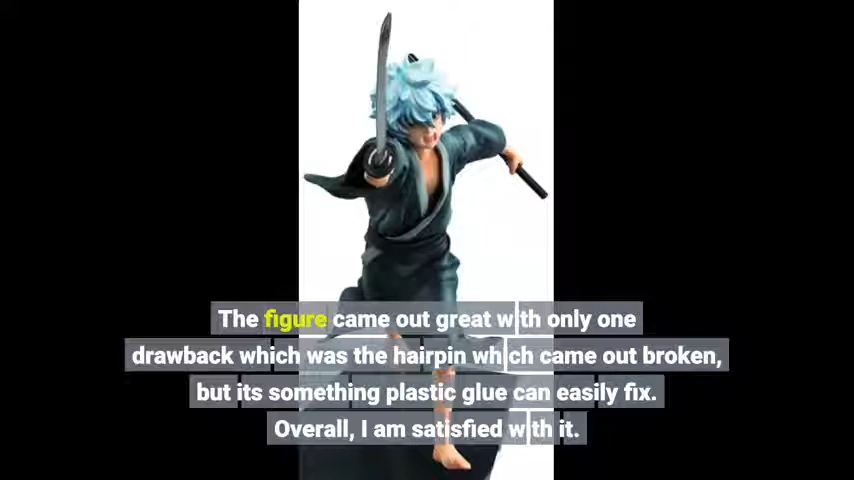 The figure came out great with only one
drawback which was the hairpin which came out broken,
but its something plastic glue can easily fix.
Overall, I am satisfied with it.